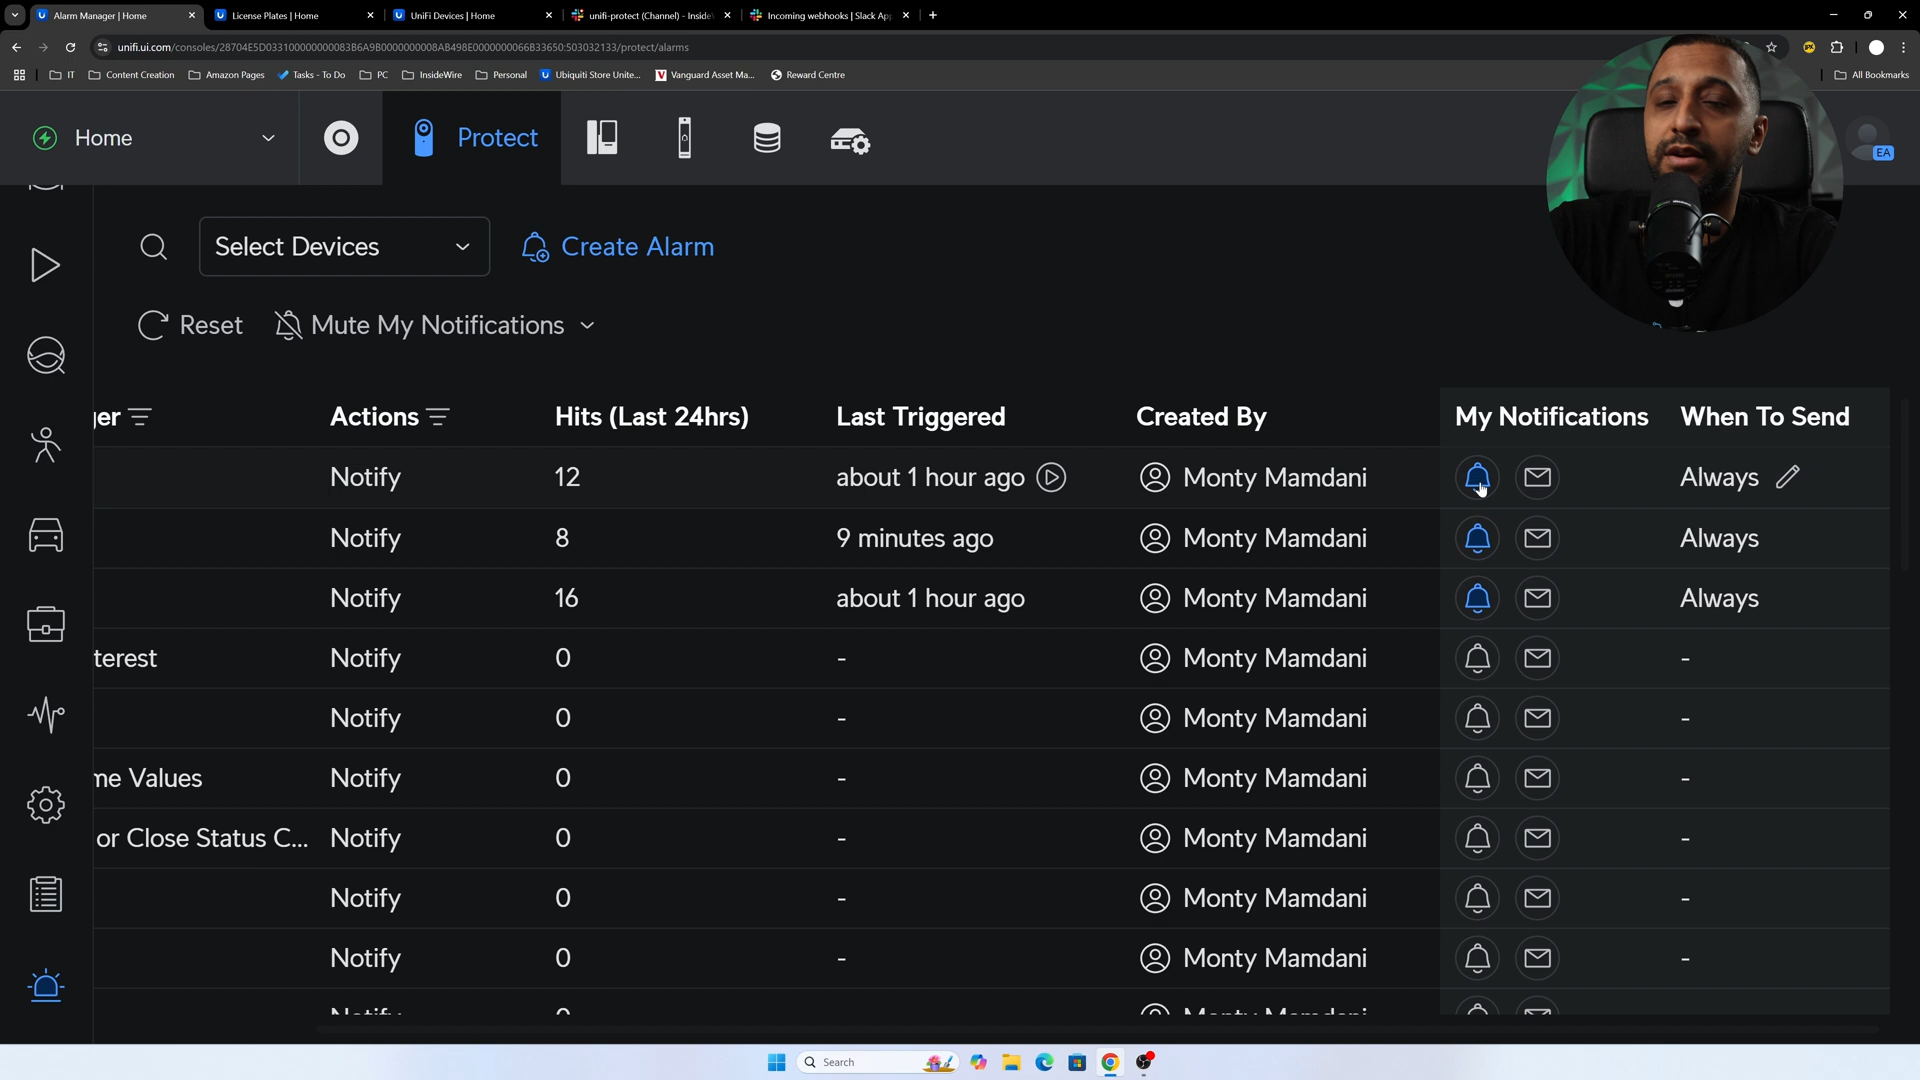 Alarm Manager | Home
License Plates | Home
UniFi Devices | Home
unifi-protect (Channel) - Inside
Incoming webhooks | Slack App
unifi.ui.com/consoles/28704E5D033100000000083B6A9B0000000008AB498E0000000066B33650:503032133/protect/alarms
IT
Content Creation
Amazon Pages
Tasks - To Do
PC
InsideWire
Personal
Ubiquiti Store Unite...
Vanguard Asset Ma...
Reward Centre
All Bookmarks
Home
Protect
EA
Select Devices
Create Alarm
Reset
Mute My Notifications
ger Actions Hits (Last 24hrs) Last Triggered Created By My Notifications When To Send
Notify 12 about 1 hour ago Monty Mamdani Always
Notify 8 9 minutes ago Monty Mamdani Always
Notify 16 about 1 hour ago Monty Mamdani Always
terest Notify 0 - Monty Mamdani -
Notify 0 - Monty Mamdani -
me Values Notify 0 - Monty Mamdani -
or Close Status C... Notify 0 - Monty Mamdani -
Notify 0 - Monty Mamdani -
Notify 0 - Monty Mamdani -
Notify 0 Monty Mamdani
Search